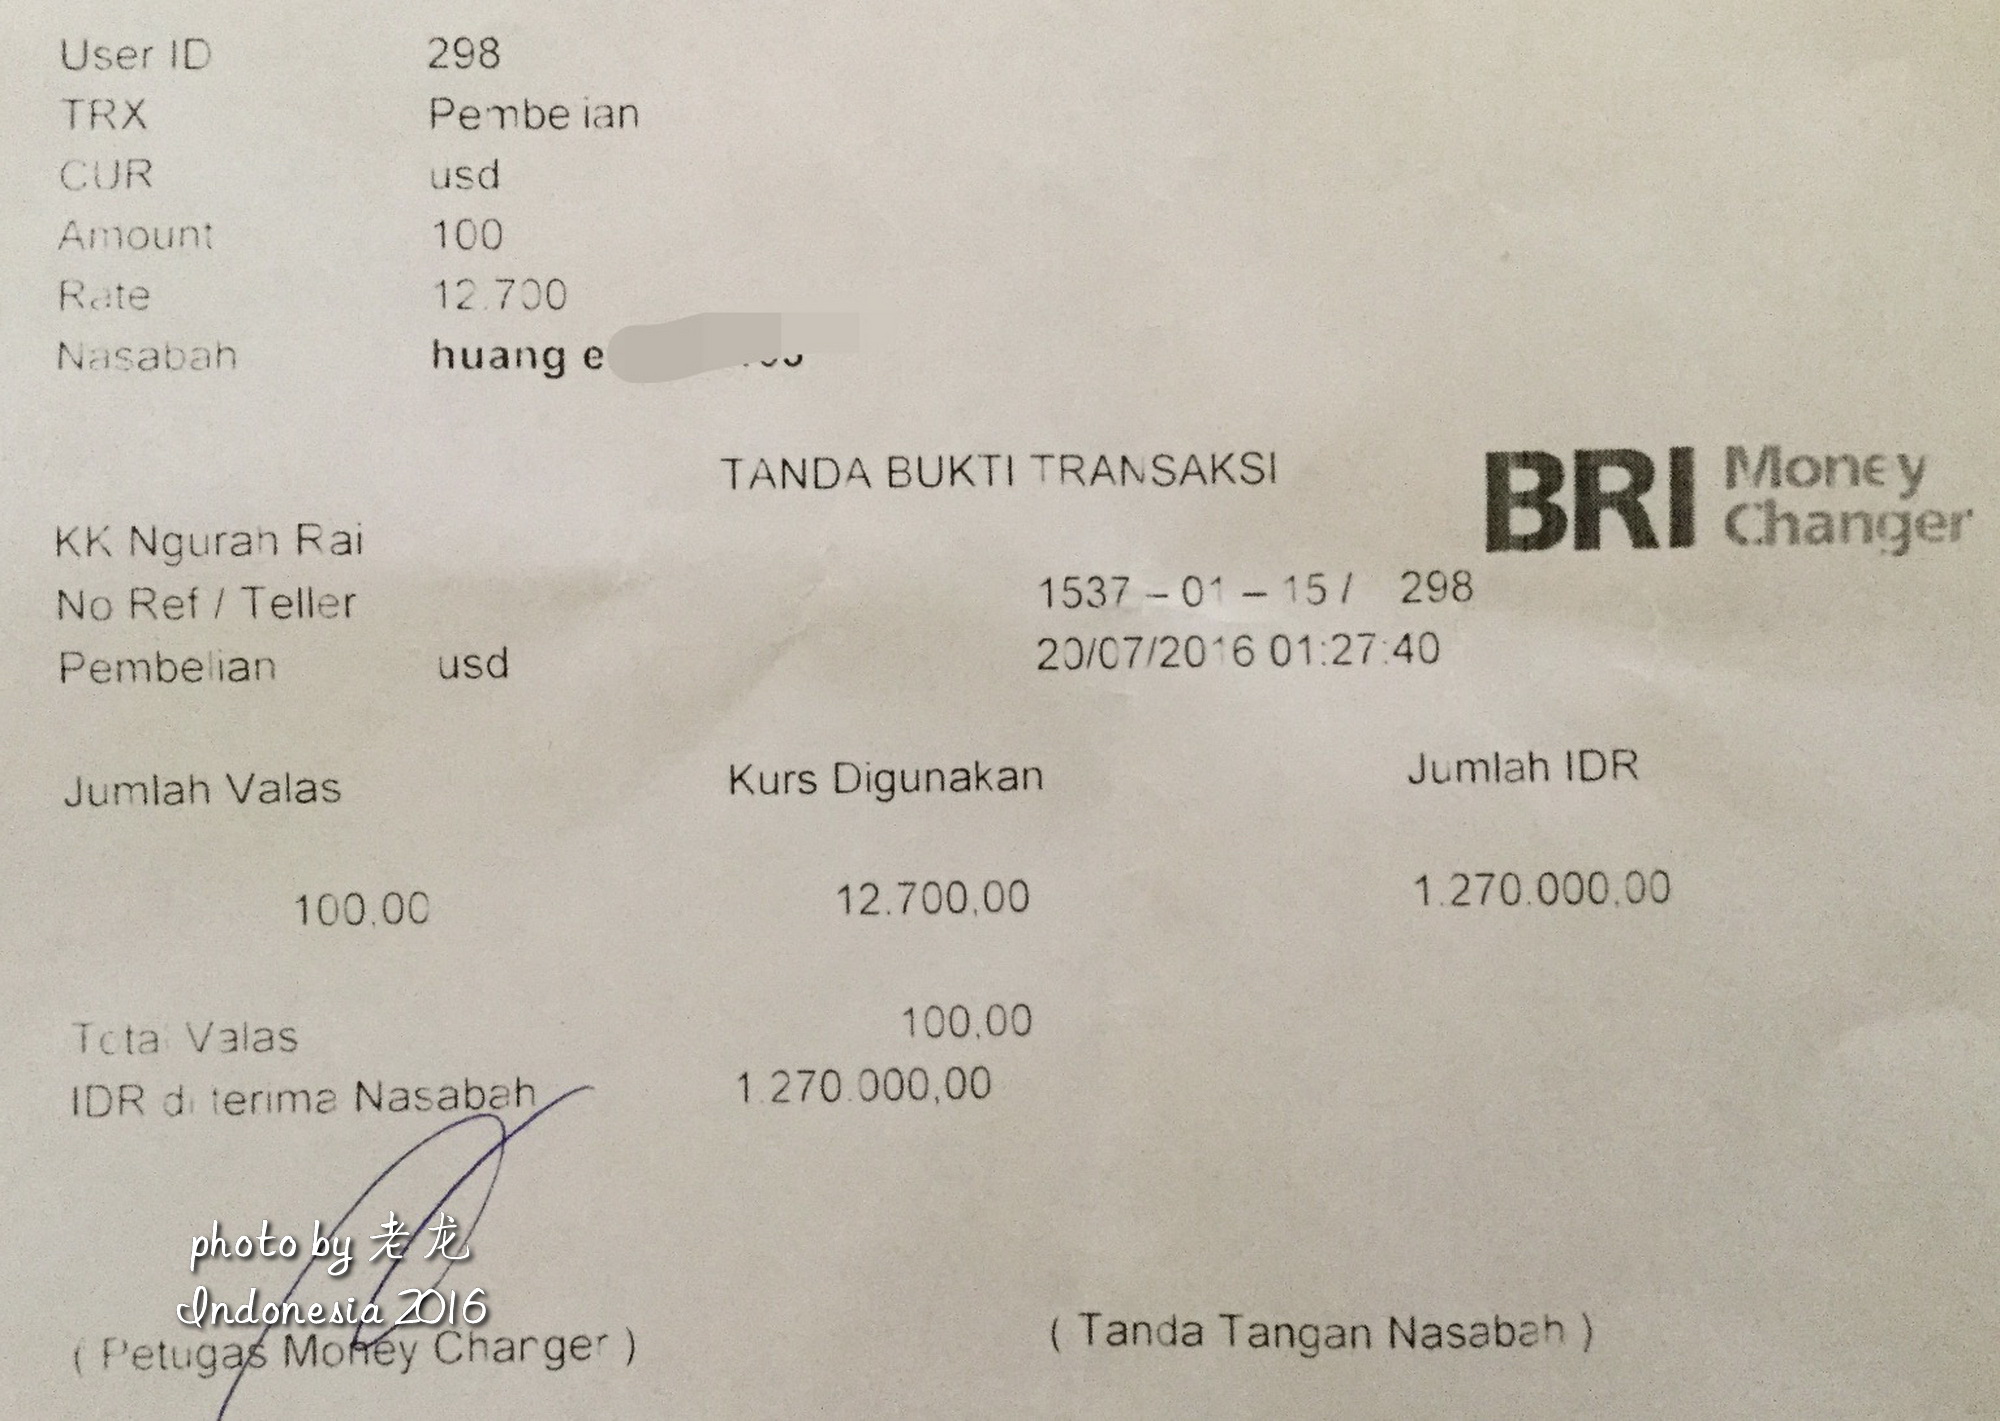 User ID 298
TRX Pembelian
CUR usd
Amount 100
Rate 12.700
Nasabah huang e
TANDA BUKTI TRANSAKSI
BRI Money Changer
KK Ngurah Rai
No Ref / Teller 1537 – 01 – 15 / 298
Pembelian usd 20/07/2016 01:27:40
Jumlah Valas Kurs Digunakan Jumlah IDR
100,00 12.700,00 1.270.000,00
Total Valas 100,00
IDR di terima Nasabah 1.270.000,00
photo by 老龙
Indonesia 2016
( Petugas Money Changer ) ( Tanda Tangan Nasabah )